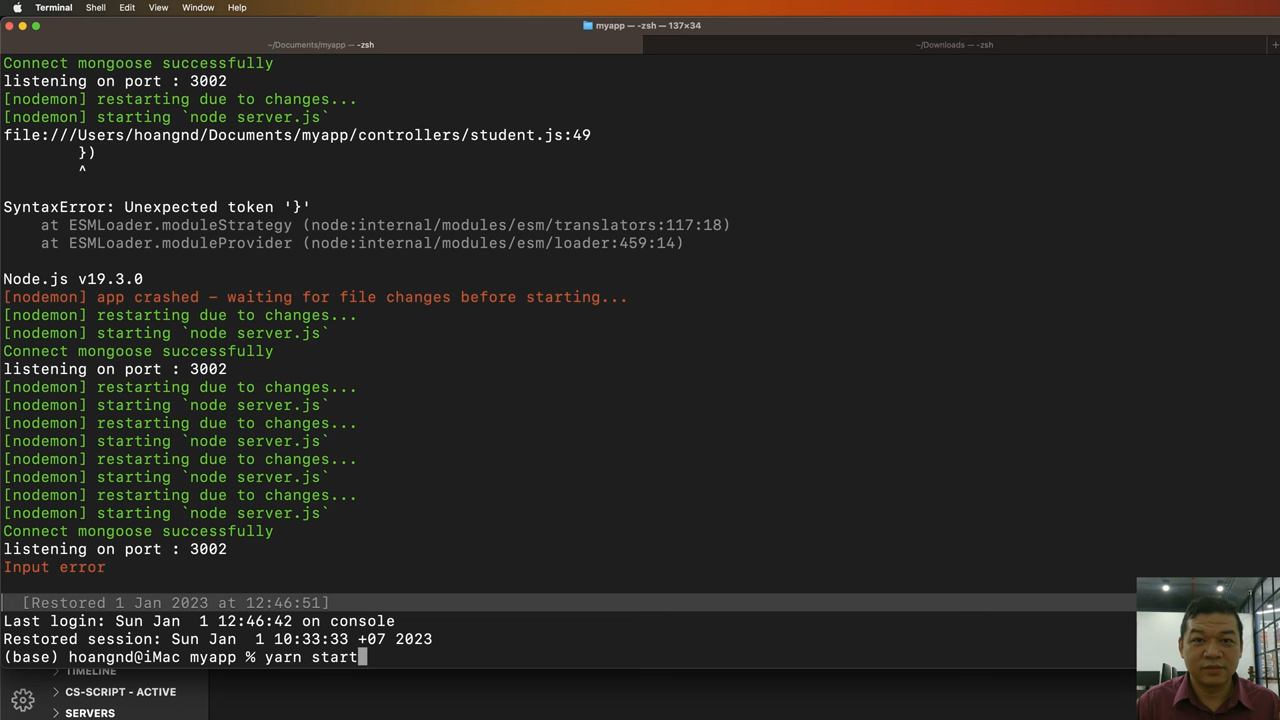 Terminal Shell Edit View Window Help
myapp — -zsh — 137×34
~/Documents/myapp — -zsh
~/Downloads — -zsh
Connect mongoose successfully
listening on port : 3002
[nodemon] restarting due to changes...
[nodemon] starting `node server.js`
file:///Users/hoangnd/Documents/myapp/controllers/student.js:49
})
^
SyntaxError: Unexpected token '}'
at ESMLoader.moduleStrategy (node:internal/modules/esm/translators:117:18)
at ESMLoader.moduleProvider (node:internal/modules/esm/loader:459:14)
Node.js v19.3.0
[nodemon] app crashed - waiting for file changes before starting...
[nodemon] restarting due to changes...
[nodemon] starting `node server.js`
Connect mongoose successfully
listening on port : 3002
[nodemon] restarting due to changes...
[nodemon] starting `node server.js`
[nodemon] restarting due to changes...
[nodemon] starting `node server.js`
[nodemon] restarting due to changes...
[nodemon] starting `node server.js`
[nodemon] restarting due to changes...
[nodemon] starting `node server.js`
Connect mongoose successfully
listening on port : 3002
Input error
[Restored 1 Jan 2023 at 12:46:51]
Last login: Sun Jan  1 12:46:42 on console
Restored session: Sun Jan  1 10:33:33 +07 2023
(base) hoangnd@iMac myapp % yarn start
TIMELINE
CS-SCRIPT - ACTIVE
SERVERS